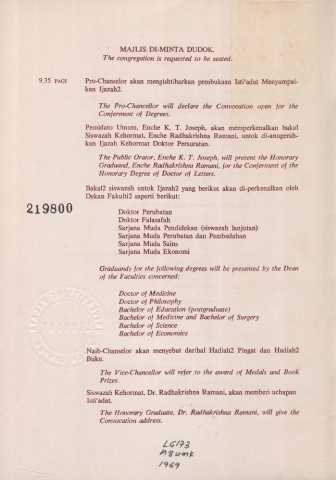 MAJLIS DI-MINTA DUDOK.
The congregation is requested to be seated.
9.35 PAGI
Pro-Chanselor akan mengishtiharkan pembukaan Isti'adat Menyampai-
kan Ijazah2.
The Pro-Chancellor will declare the Convocation open for the
Conferment of Degrees.
Pemidato Umum, Enche K. T. Joseph, akan memperkenalkan bakal
Siswazah Kehormat, Enche Radhakrishna Ramani, untok di-anugerah-
kan Ijazah Kehormat Doktor Persuratan.
The Public Orator, Enche K. T. Joseph, will present the Honorary
Graduand, Enche Radhakrishna Ramani, for the Conferment of the
Honorary Degree of Doctor of Letters.
Bakal2 siswazah untok Ijazah2 yang berikut akan di-perkenalkan oleh
Dekan Fakulti2 saperti berikut:
219800
Doktor Perubatan
Doktor Falasafah
Sarjana Muda Pendidekan (siswazah lanjutan)
Sarjana Muda Perubatan dan Pembedahan
Sarjana Muda Sains
Sarjana Muda Ekonomi
Graduands for the following degrees will be presented by the Dean
of the Faculties concerned:
Doctor of Medicine
Doctor of Philosophy
Bachelor of Education (postgraduate)
Bachelor of Medicine and Bachelor of Surgery
Bachelor of Science
Bachelor of Economics
Naib-Chanselor akan menyebut darihal Hadiah2 Pingat dan Hadiah2
Buku.
The Vice-Chancellor will refer to the award of Medals and Book
Prizes.
Siswazah Kehormat, Dr. Radhakrishna Ramani, akan memberi uchapan
Isti'adat.
The Honorary Graduate, Dr. Radhakrishna Ramani, will give the
Convocation address.
LG173
A8UMK
1969